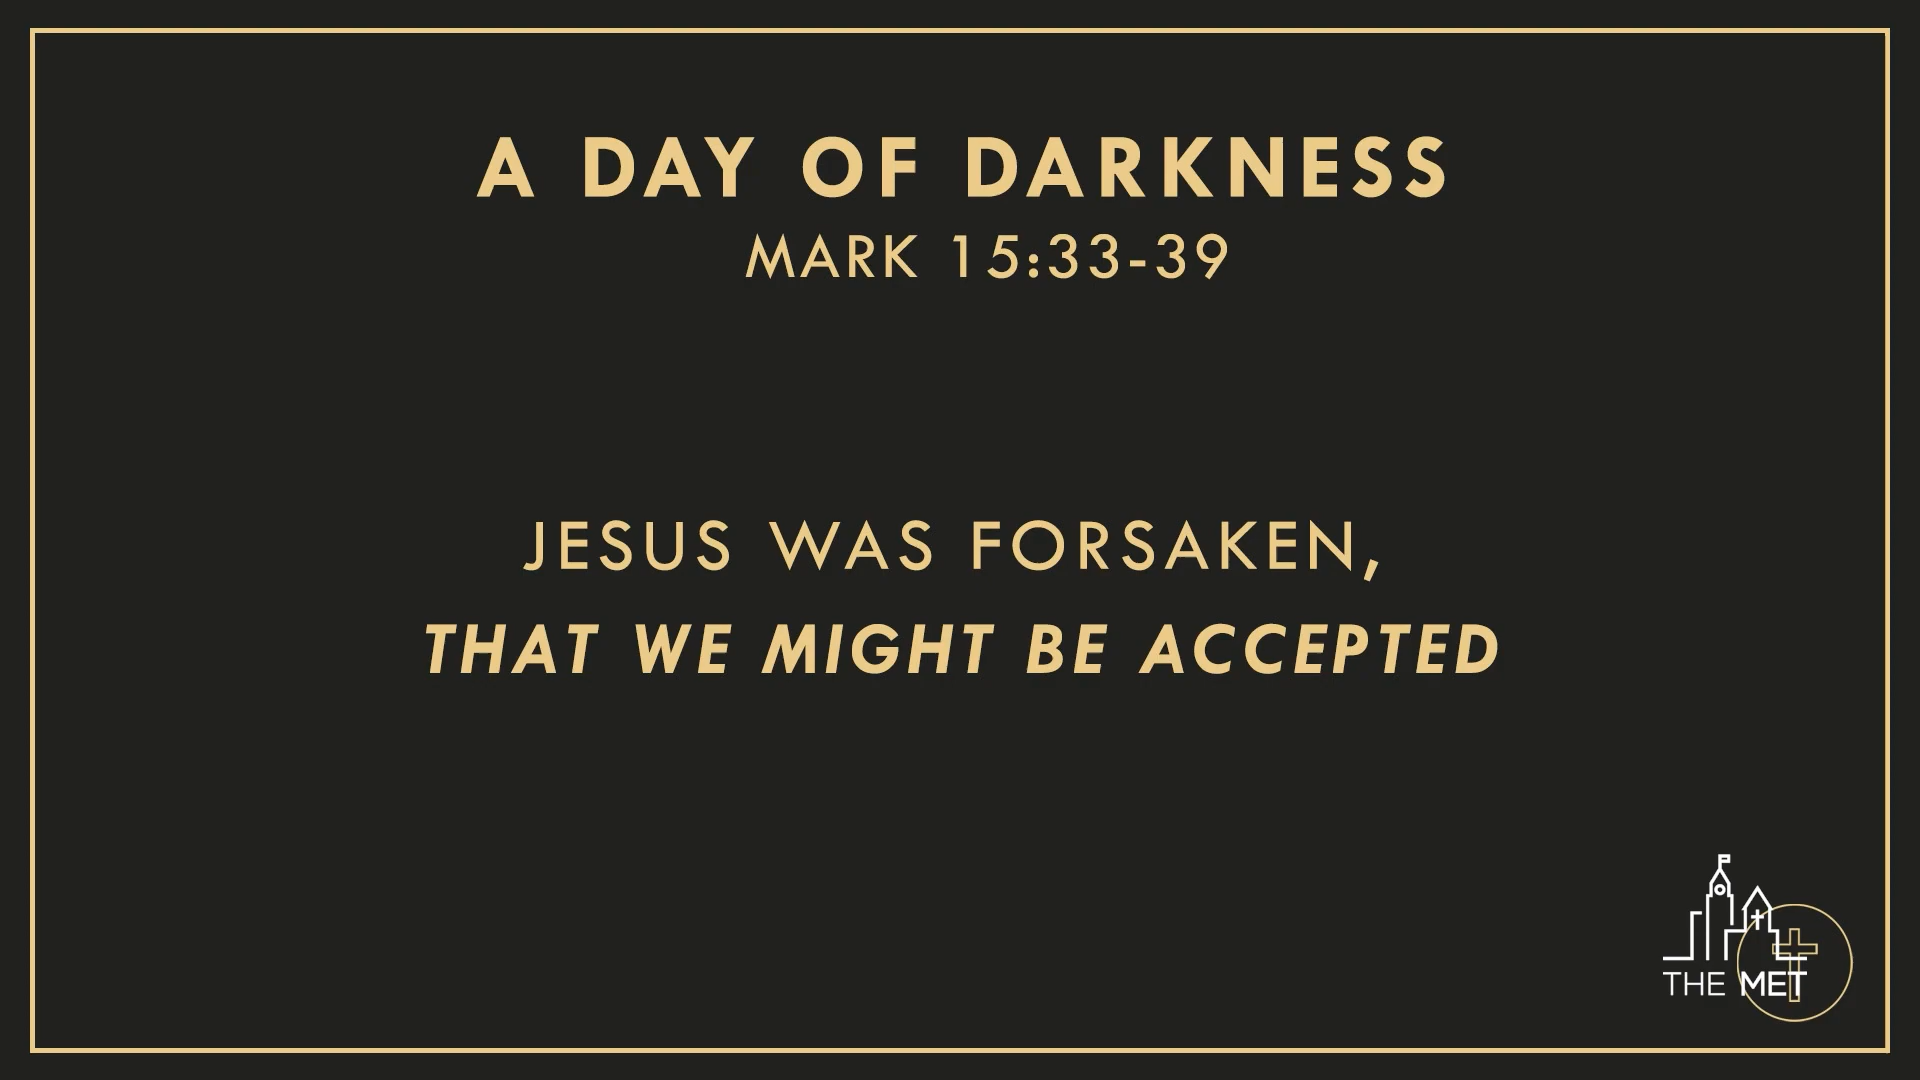 A DAY OF DARKNESS
MARK 15:33-39
JESUS WAS FORSAKEN,
THAT WE MIGHT BE ACCEPTED
THE MET